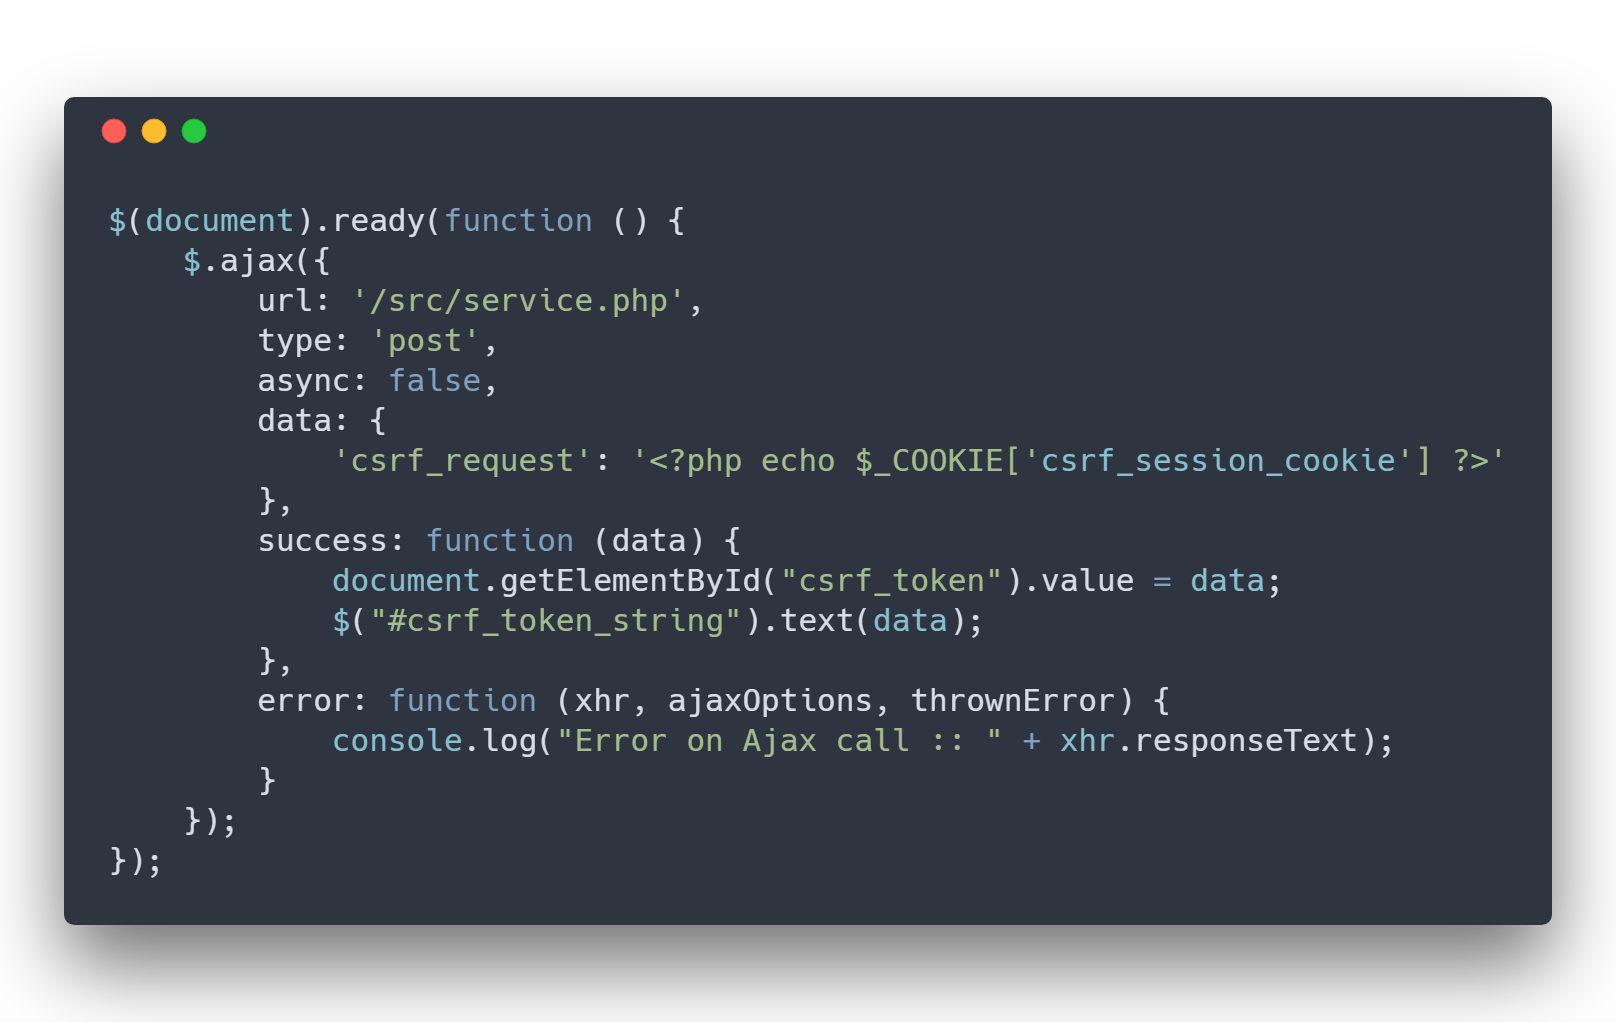 $(document).ready(function () {
    $.ajax({
        url: '/src/service.php',
        type: 'post',
        async: false,
        data: {
            'csrf_request': '<?php echo $_COOKIE['csrf_session_cookie'] ?>'
        },
        success: function (data) {
            document.getElementById("csrf_token").value = data;
            $("#csrf_token_string").text(data);
        },
        error: function (xhr, ajaxOptions, thrownError) {
            console.log("Error on Ajax call :: " + xhr.responseText);
        }
    });
});